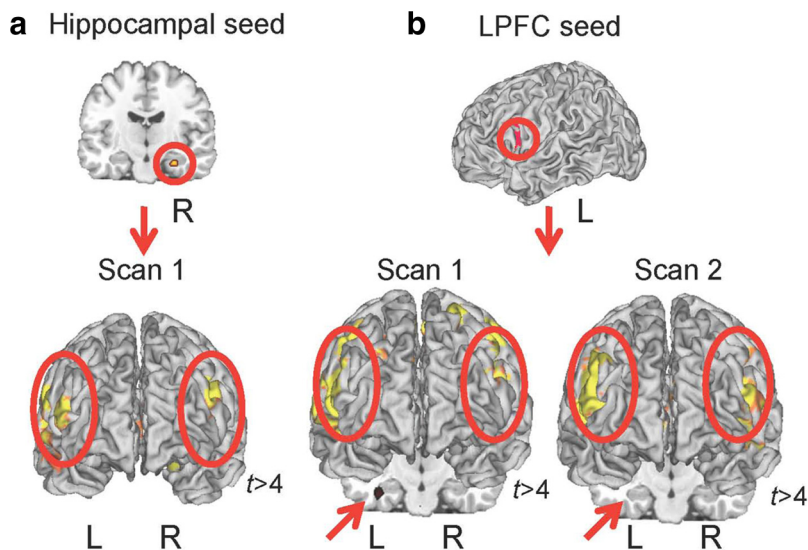 a Hippocampal seed
R
Scan 1
t>4
L R
b LPFC seed
L
Scan 1 Scan 2
t>4 t>4
L R L R